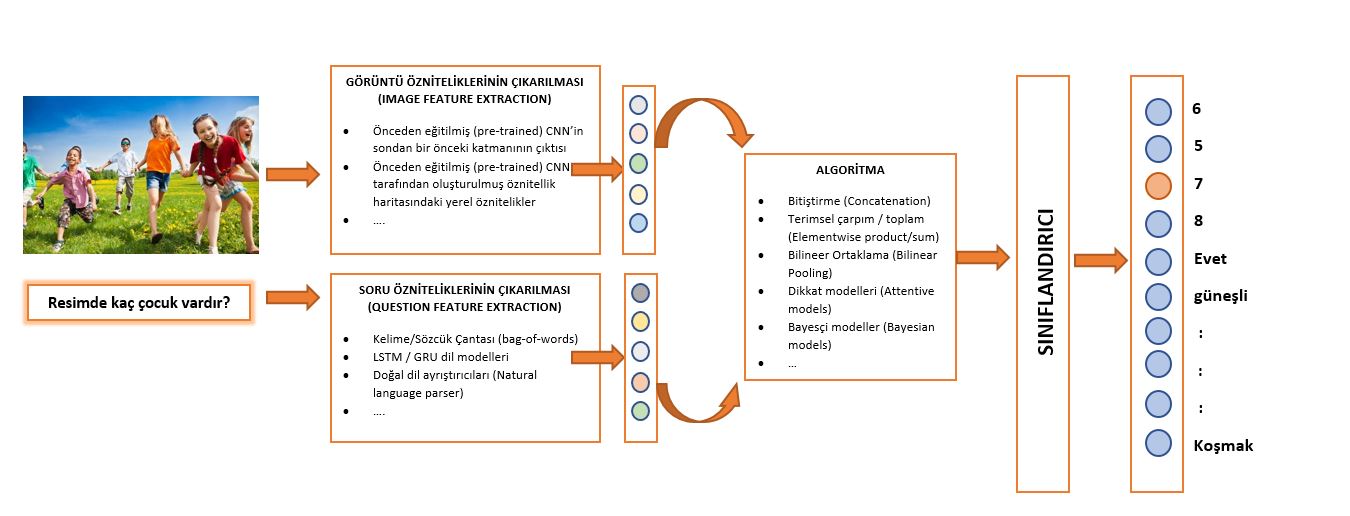 GÖRÜNTÜ ÖZNİTELİKLERİNİN ÇIKARILMASI
(IMAGE FEATURE EXTRACTION)
• Önceden eğitilmiş (pre-trained) CNN’in
sondan bir önceki katmanının çıktısı
• Önceden eğitilmiş (pre-trained) CNN
tarafından oluşturulmuş öznitellik
haritasındaki yerel öznitelikler
• ….
Resimde kaç çocuk vardır?
SORU ÖZNİTELİKLERİNİN ÇIKARILMASI
(QUESTION FEATURE EXTRACTION)
• Kelime/Sözcük Çantası (bag-of-words)
• LSTM / GRU dil modelleri
• Doğal dil ayrıştırıcıları (Natural
language parser)
• ….
ALGORİTMA
• Bitiştirme (Concatenation)
• Terimsel çarpım / toplam
(Elementwise product/sum)
• Bilineer Ortaklama (Bilinear
Pooling)
• Dikkat modelleri (Attentive
models)
• Bayesçi modeller (Bayesian
models)
• …
SINIFLANDIRICI
6
5
7
8
Evet
güneşli
:
:
:
Koşmak